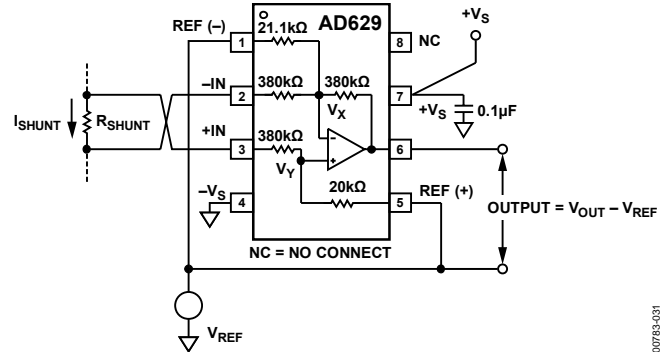 REF (–)
21.1kΩ
AD629
+VS
1
8
NC
–IN
380kΩ
380kΩ
2
7
ISHUNT
RSHUNT
VX
+VS
0.1µF
+IN
380kΩ
–
3
6
+
VY
–VS
20kΩ
REF (+)
4
5
OUTPUT = VOUT – VREF
NC = NO CONNECT
VREF
00783-031